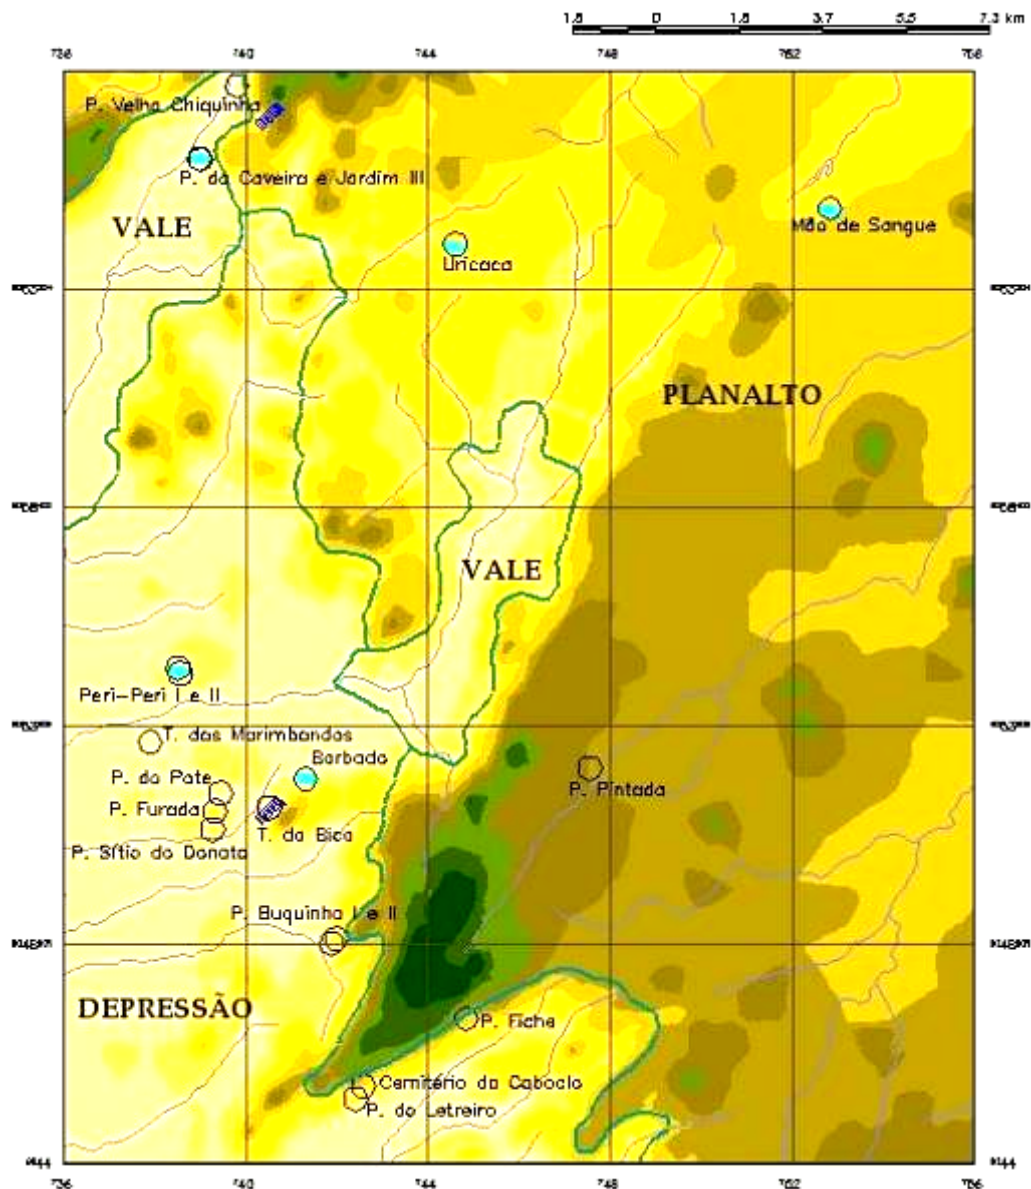 1.8 0 1.8 3.7 5.5 7.3 km
736 740 744 748 752 756
P. Velha Chiquinha
P. da Caveira e Jardim III
VALE
Mão de Sangue
Uricaca
PLANALTO
VALE
Peri-Peri I e II
T. dos Marimbondos
Barbado
P. do Pote
P. Pintada
P. Furada
T. da Bica
P. Sítio do Donata
P. Buquinha I e II
DEPRESSÃO
P. Fiche
Cemitério do Caboclo
P. do Letreiro
736 740 744 748 752 756